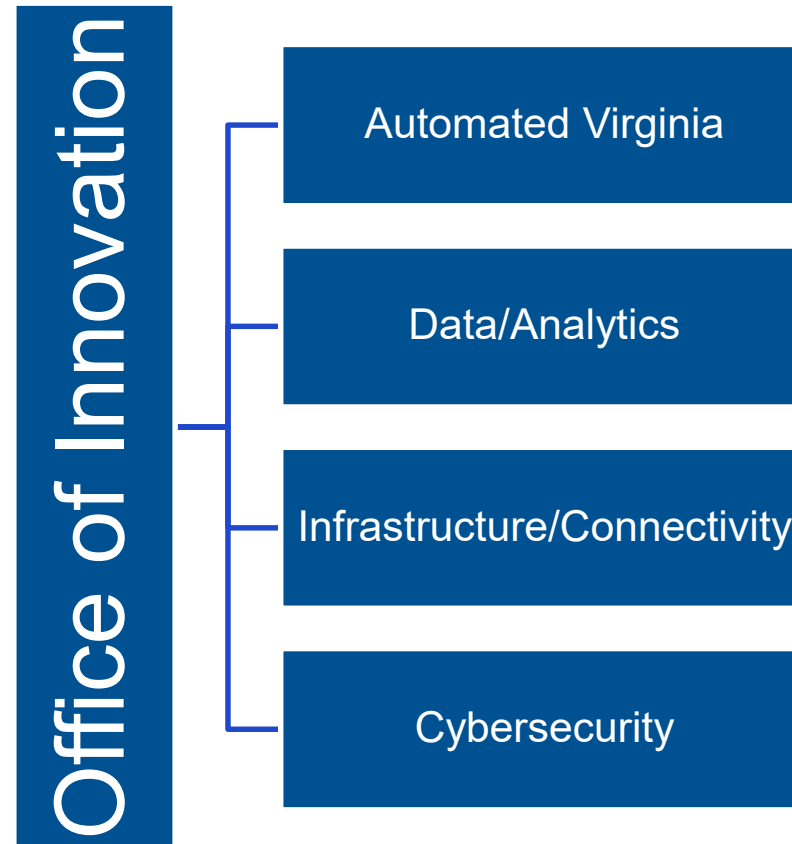 Office of Innovation
Automated Virginia
Data/Analytics
Infrastructure/Connectivity
Cybersecurity